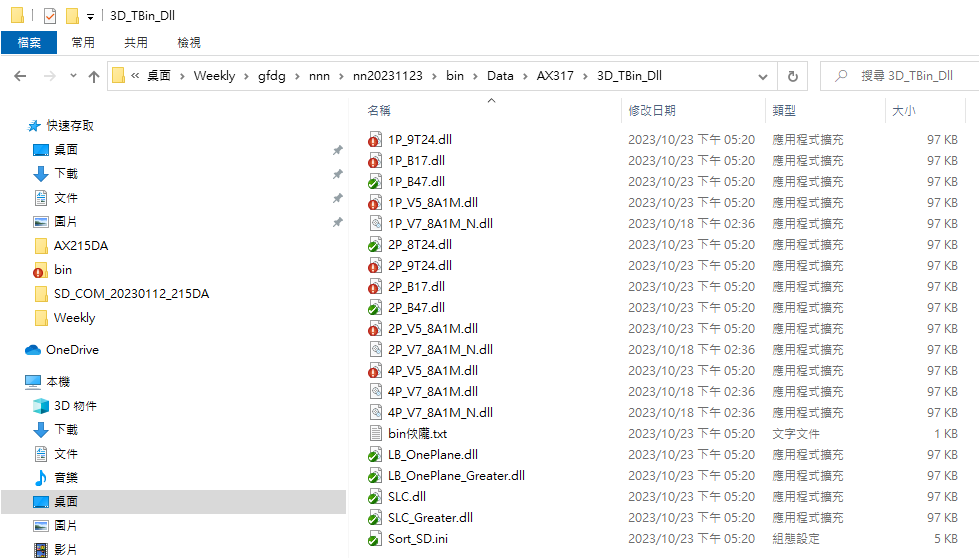 3D_TBin_Dll
檔案 常用 共用 檢視
« 桌面 › Weekly › gfdg › nnn › nn20231123 › bin › Data › AX317 › 3D_TBin_Dll 搜尋 3D_TBin_Dll
名稱 修改日期 類型 大小
快速存取
桌面
下載
文件
圖片
AX215DA
bin
SD_COM_20230112_215DA
Weekly
OneDrive
本機
3D 物件
下載
文件
音樂
桌面
圖片
影片
1P_9T24.dll 2023/10/23 下午 05:20 應用程式擴充 97 KB
1P_B17.dll 2023/10/23 下午 05:20 應用程式擴充 97 KB
1P_B47.dll 2023/10/23 下午 05:20 應用程式擴充 97 KB
1P_V5_8A1M.dll 2023/10/23 下午 05:20 應用程式擴充 97 KB
1P_V7_8A1M_N.dll 2023/10/18 下午 02:36 應用程式擴充 97 KB
2P_8T24.dll 2023/10/23 下午 05:20 應用程式擴充 97 KB
2P_9T24.dll 2023/10/23 下午 05:20 應用程式擴充 97 KB
2P_B17.dll 2023/10/23 下午 05:20 應用程式擴充 97 KB
2P_B47.dll 2023/10/23 下午 05:20 應用程式擴充 97 KB
2P_V5_8A1M.dll 2023/10/23 下午 05:20 應用程式擴充 97 KB
2P_V7_8A1M_N.dll 2023/10/18 下午 02:36 應用程式擴充 97 KB
4P_V5_8A1M.dll 2023/10/23 下午 05:20 應用程式擴充 97 KB
4P_V7_8A1M.dll 2023/10/18 下午 02:36 應用程式擴充 97 KB
4P_V7_8A1M_N.dll 2023/10/18 下午 02:36 應用程式擴充 97 KB
2023/10/23 下午 05:20 文字文件 1 KB
LB_OnePlane.dll 2023/10/23 下午 05:20 應用程式擴充 97 KB
LB_OnePlane_Greater.dll 2023/10/23 下午 05:20 應用程式擴充 97 KB
SLC.dll 2023/10/23 下午 05:20 應用程式擴充 97 KB
SLC_Greater.dll 2023/10/23 下午 05:20 應用程式擴充 97 KB
Sort_SD.ini 2023/10/23 下午 05:20 組態設定 5 KB